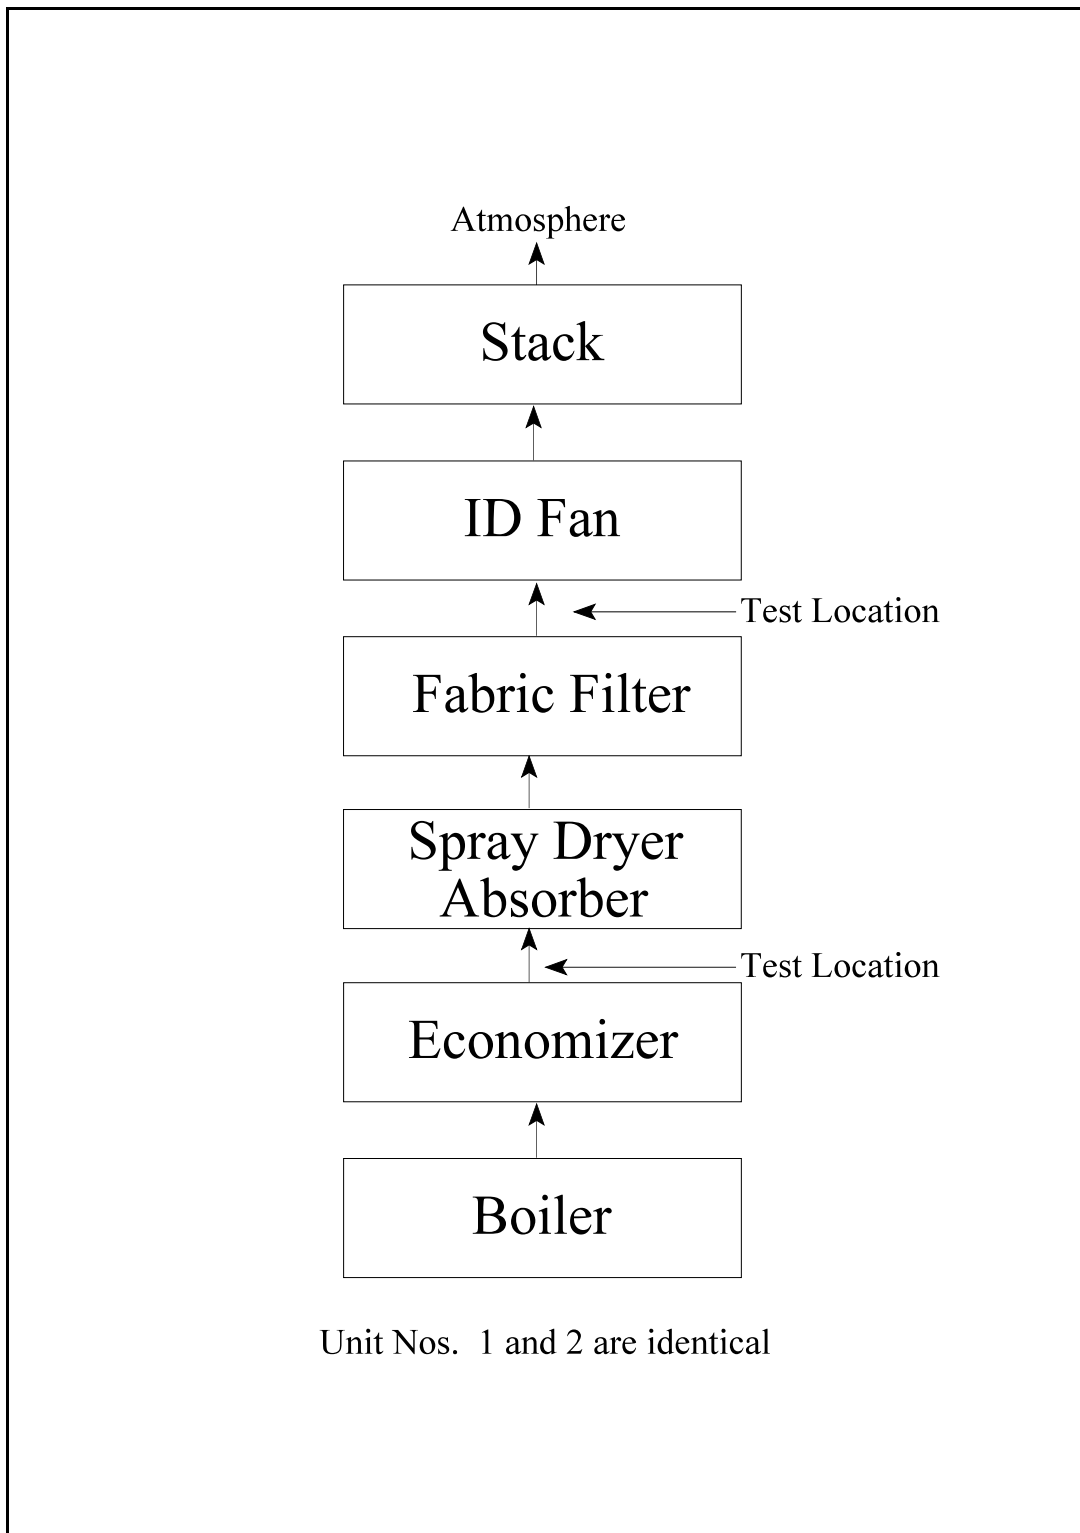 Atmosphere
Stack
ID Fan
Test Location
Fabric Filter
Spray Dryer
Absorber
Test Location
Economizer
Boiler
Unit Nos.  1 and 2 are identical